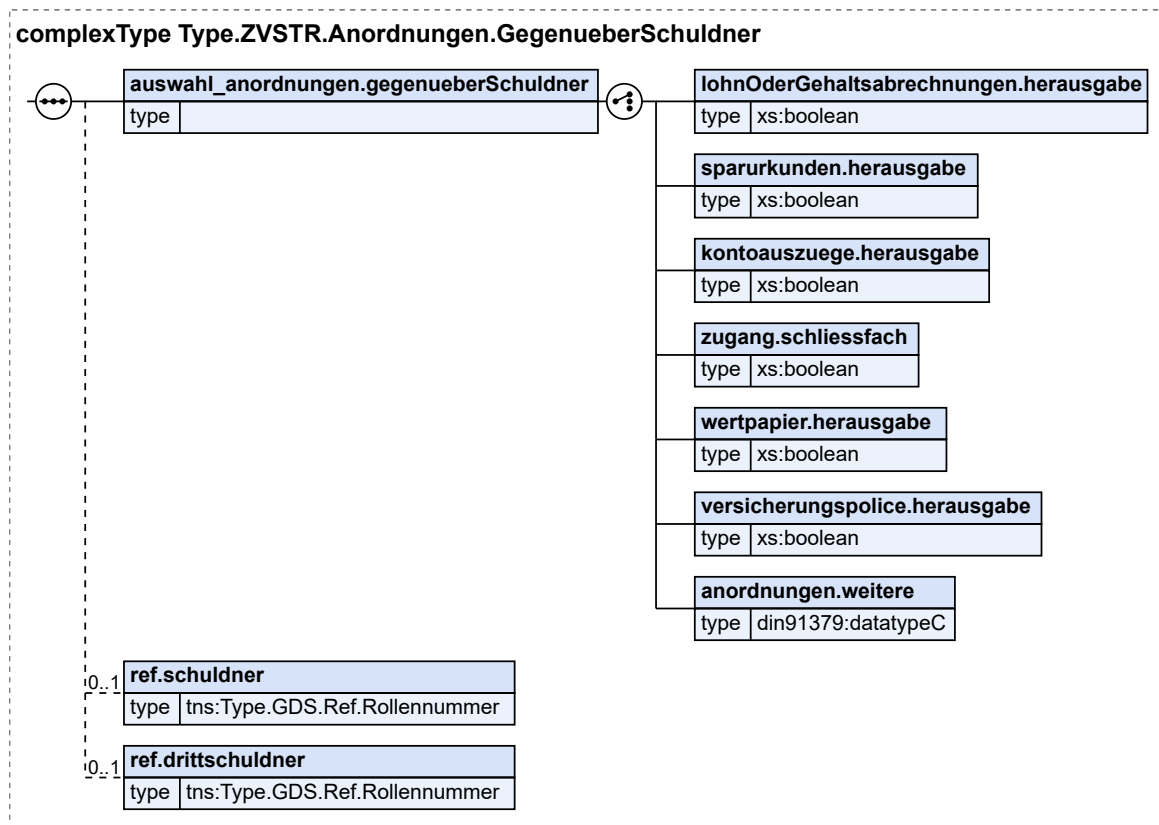 complexType Type.ZVSTR.Anordnungen.GegenueberSchuldner
auswahl_anordnungen.gegenueberSchuldner
type
lohnOderGehaltsabrechnungen.herausgabe
type xs:boolean
sparurkunden.herausgabe
type xs:boolean
kontoauszuege.herausgabe
type xs:boolean
zugang.schliessfach
type xs:boolean
wertpapier.herausgabe
type xs:boolean
versicherungspolice.herausgabe
type xs:boolean
anordnungen.weitere
type din91379:datatypeC
0..1 ref.schuldner
type tns:Type.GDS.Ref.Rollennummer
0..1 ref.drittschuldner
type tns:Type.GDS.Ref.Rollennummer